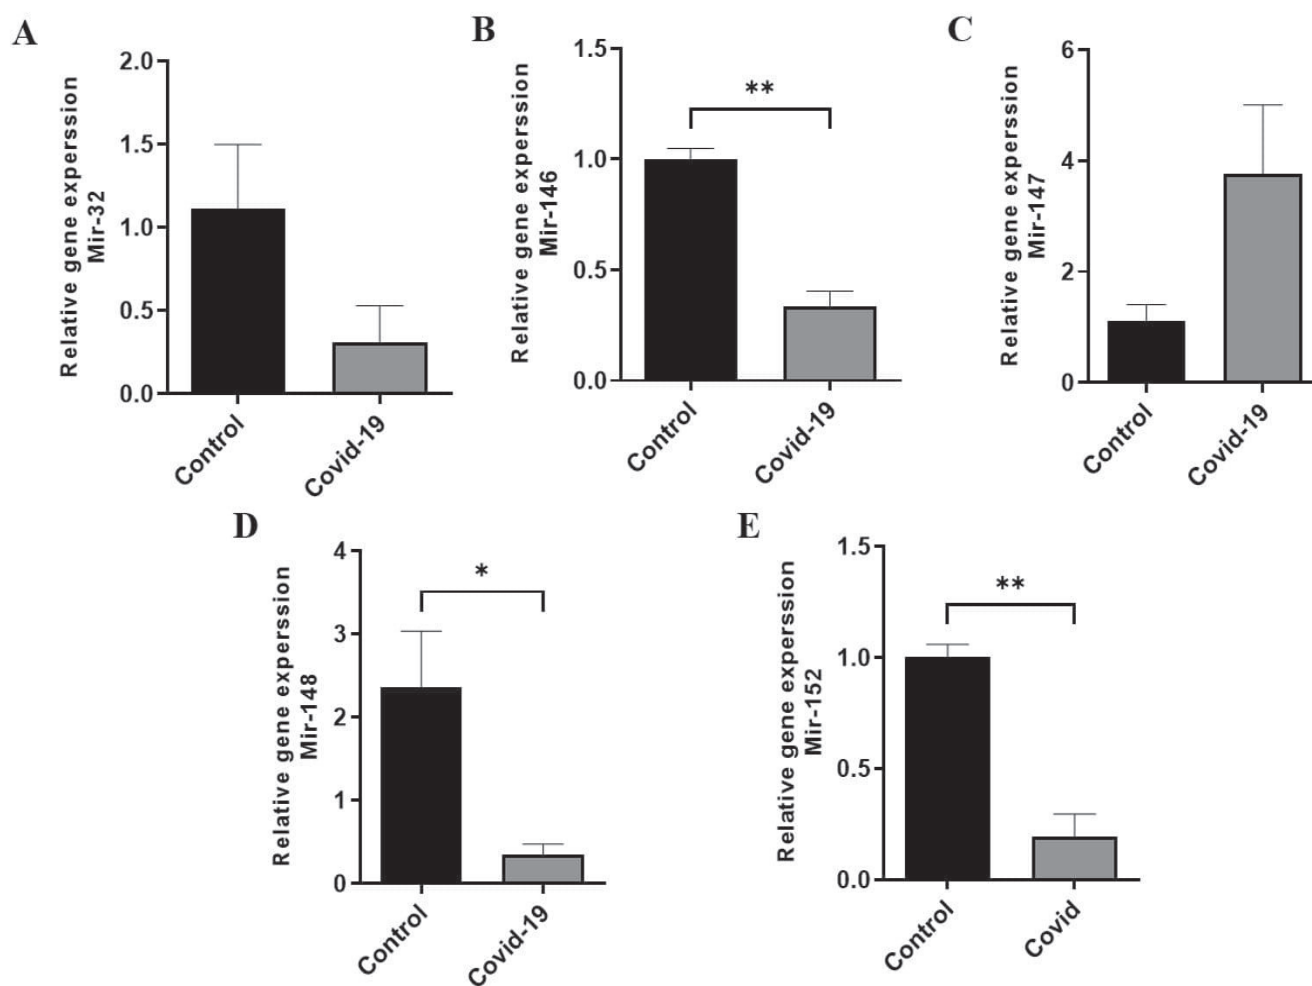 A
Relative gene experssion
Mir-32
2.0
1.5
1.0
0.5
0.0
Control
Covid-19
B
Relative gene experssion
Mir-146
1.5
1.0
0.5
0.0
**
Control
Covid-19
C
Relative gene experssion
Mir-147
6
4
2
0
Control
Covid-19
D
Relative gene experssion
Mir-148
4
3
2
1
0
*
Control
Covid-19
E
Relative gene experssion
Mir-152
1.5
1.0
0.5
0.0
**
Control
Covid